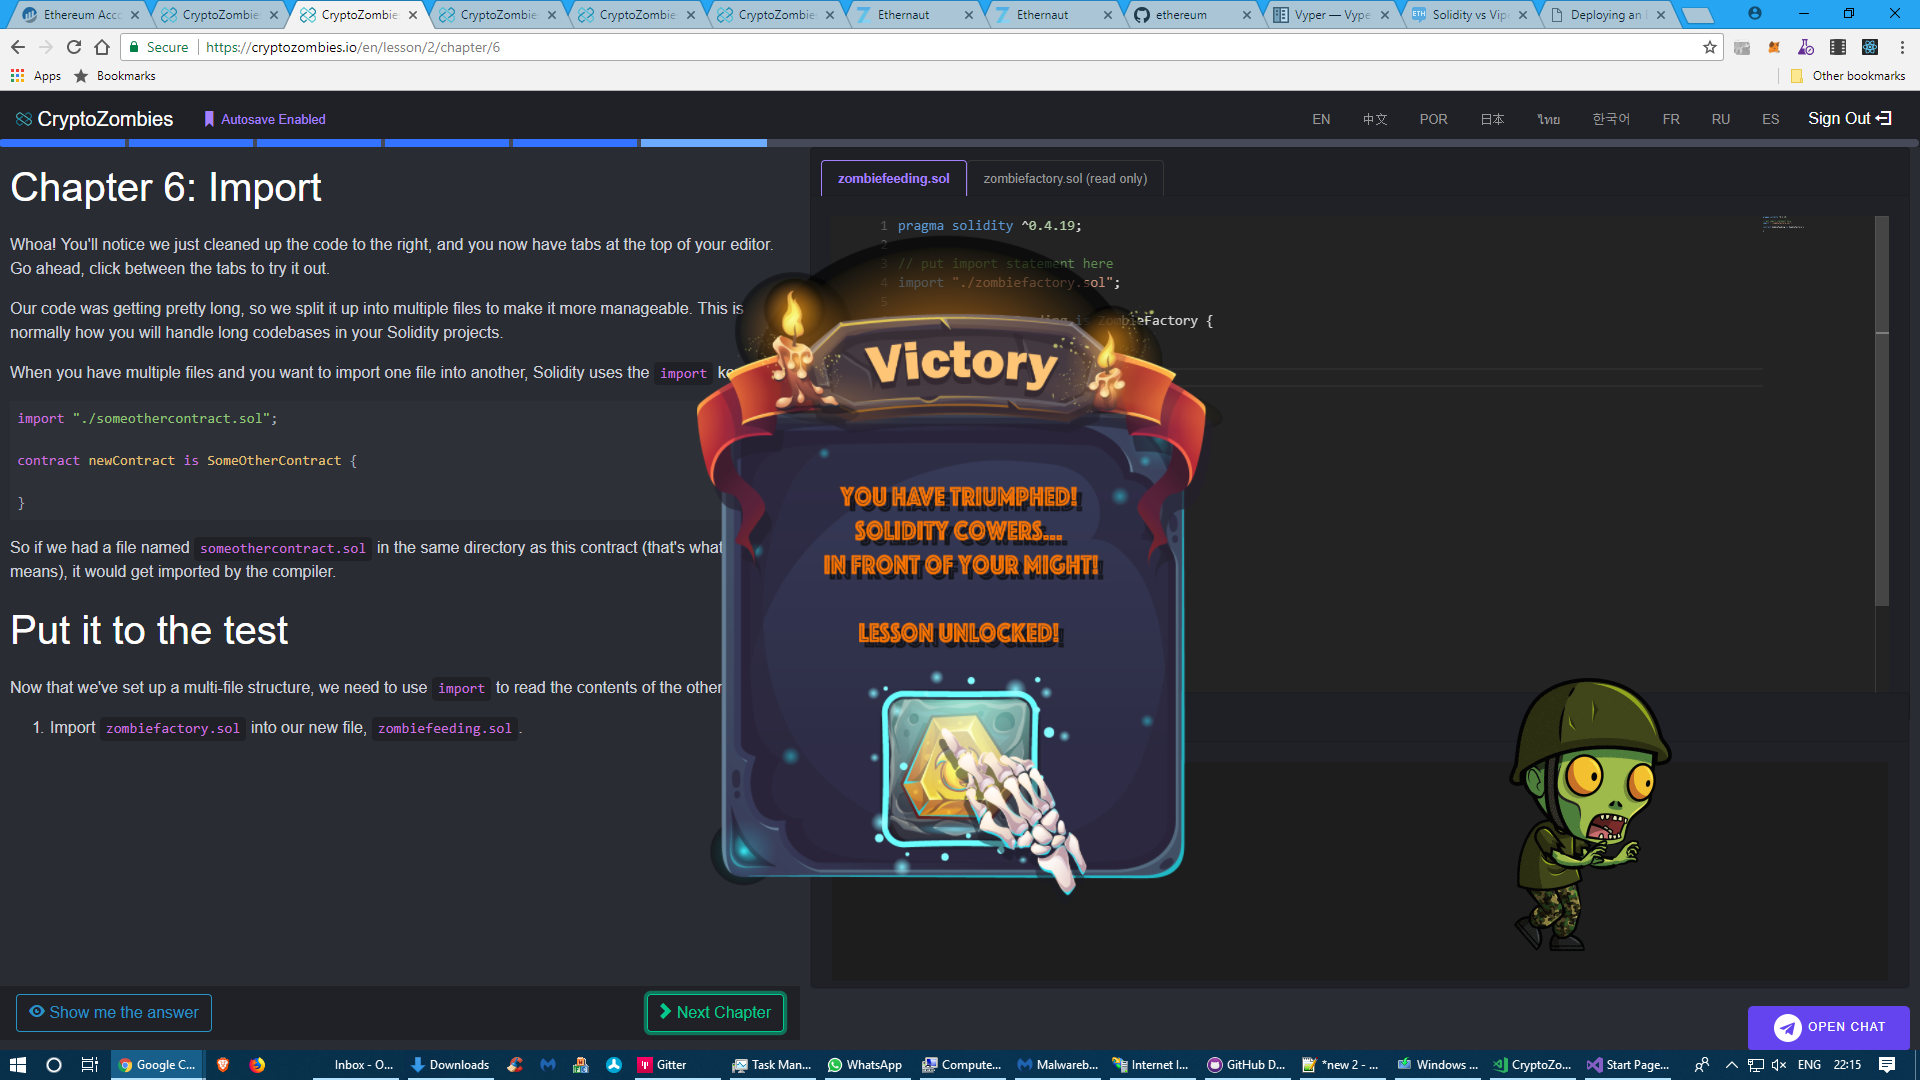 Ethereum Acco
CryptoZombie
CryptoZombie
CryptoZombie
CryptoZombie
CryptoZombie
Ethernaut
Ethernaut
ethereum
Vyper — Vype
Solidity vs Vip
Deploying an
Secure
https://cryptozombies.io/en/lesson/2/chapter/6
Apps
Bookmarks
Other bookmarks
CryptoZombies
Autosave Enabled
EN
中文
POR
日本
ไทย
한국어
FR
RU
ES
Sign Out
Chapter 6: Import
Whoa! You'll notice we just cleaned up the code to the right, and you now have tabs at the top of your editor.
Go ahead, click between the tabs to try it out.
Our code was getting pretty long, so we split it up into multiple files to make it more manageable. This is
normally how you will handle long codebases in your Solidity projects.
When you have multiple files and you want to import one file into another, Solidity uses the import ke
import "./someothercontract.sol";
contract newContract is SomeOtherContract {
}
So if we had a file named someothercontract.sol in the same directory as this contract (that's what
means), it would get imported by the compiler.
Put it to the test
Now that we've set up a multi-file structure, we need to use import to read the contents of the other
1. Import zombiefactory.sol into our new file, zombiefeeding.sol .
Show me the answer
Next Chapter
zombiefeeding.sol
zombiefactory.sol (read only)
1 pragma solidity ^0.4.19;
2
3 // put import statement here
4 import "./zombiefactory.sol";
5
ding is ZombieFactory {
Victory
YOU HAVE TRIUMPHED!
SOLIDITY COWERS...
IN FRONT OF YOUR MIGHT!
LESSON UNLOCKED!
OPEN CHAT
Google C...
Inbox - O...
Downloads
Gitter
Task Man...
WhatsApp
Compute...
Malwareb...
Internet I...
GitHub D...
*new 2 - ...
Windows ...
CryptoZo...
Start Page...
ENG
22:15